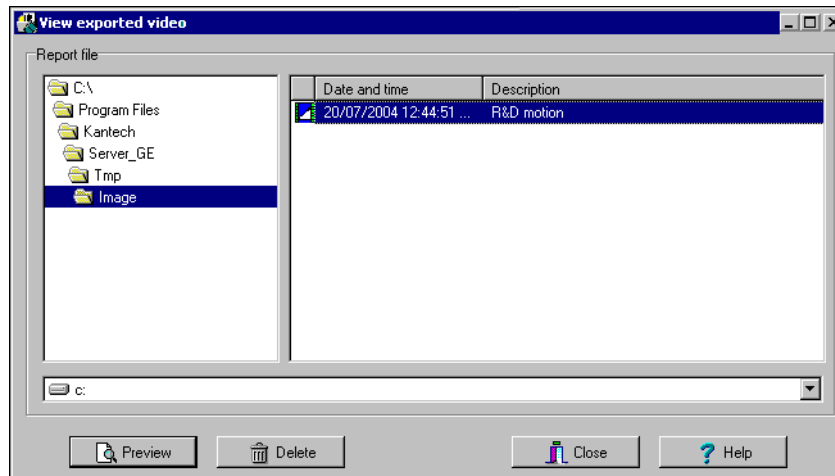 View exported video
Report file
C:\
Program Files
Kantech
Server_GE
Tmp
Image
Date and time Description
20/07/2004 12:44:51 ... R&D motion
c:
Preview Delete Close ? Help